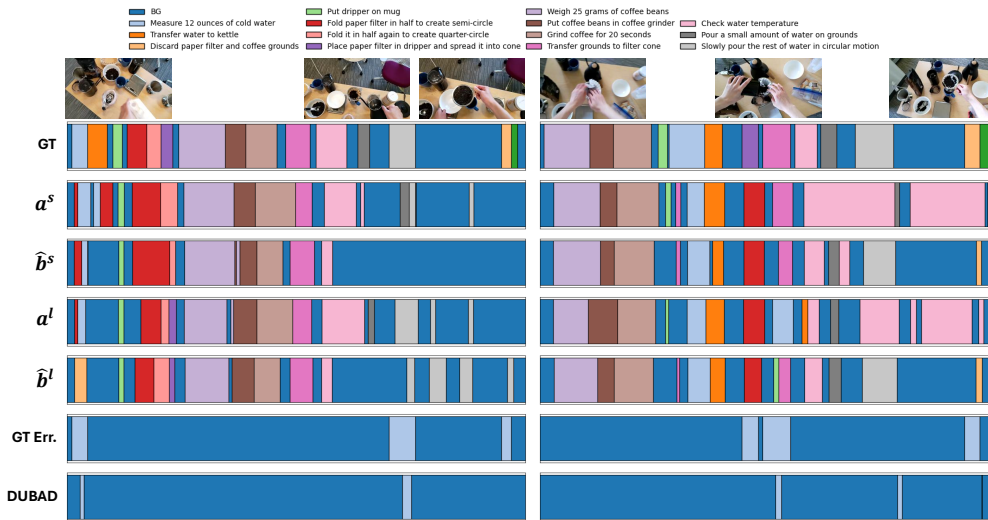 BG
Measure 12 ounces of cold water
Transfer water to kettle
Discard paper filter and coffee grounds
Put dripper on mug
Fold paper filter in half to create semi-circle
Fold it in half again to create quarter-circle
Place paper filter in dripper and spread it into cone
Weigh 25 grams of coffee beans
Put coffee beans in coffee grinder
Grind coffee for 20 seconds
Transfer grounds to filter cone
Check water temperature
Pour a small amount of water on grounds
Slowly pour the rest of water in circular motion
GT
aˢ
b̂ˢ
aˡ
b̂ˡ
GT Err.
DUBAD